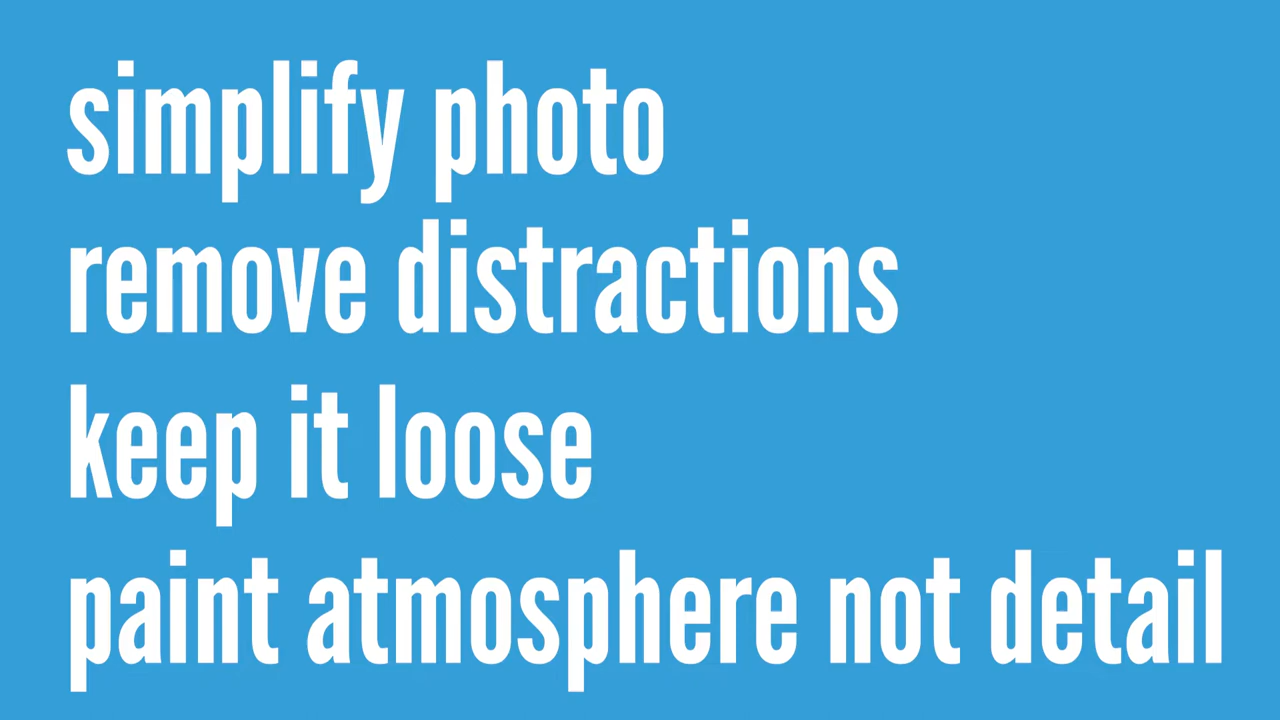 simplify photo
remove distractions
keep it loose
paint atmosphere not detail